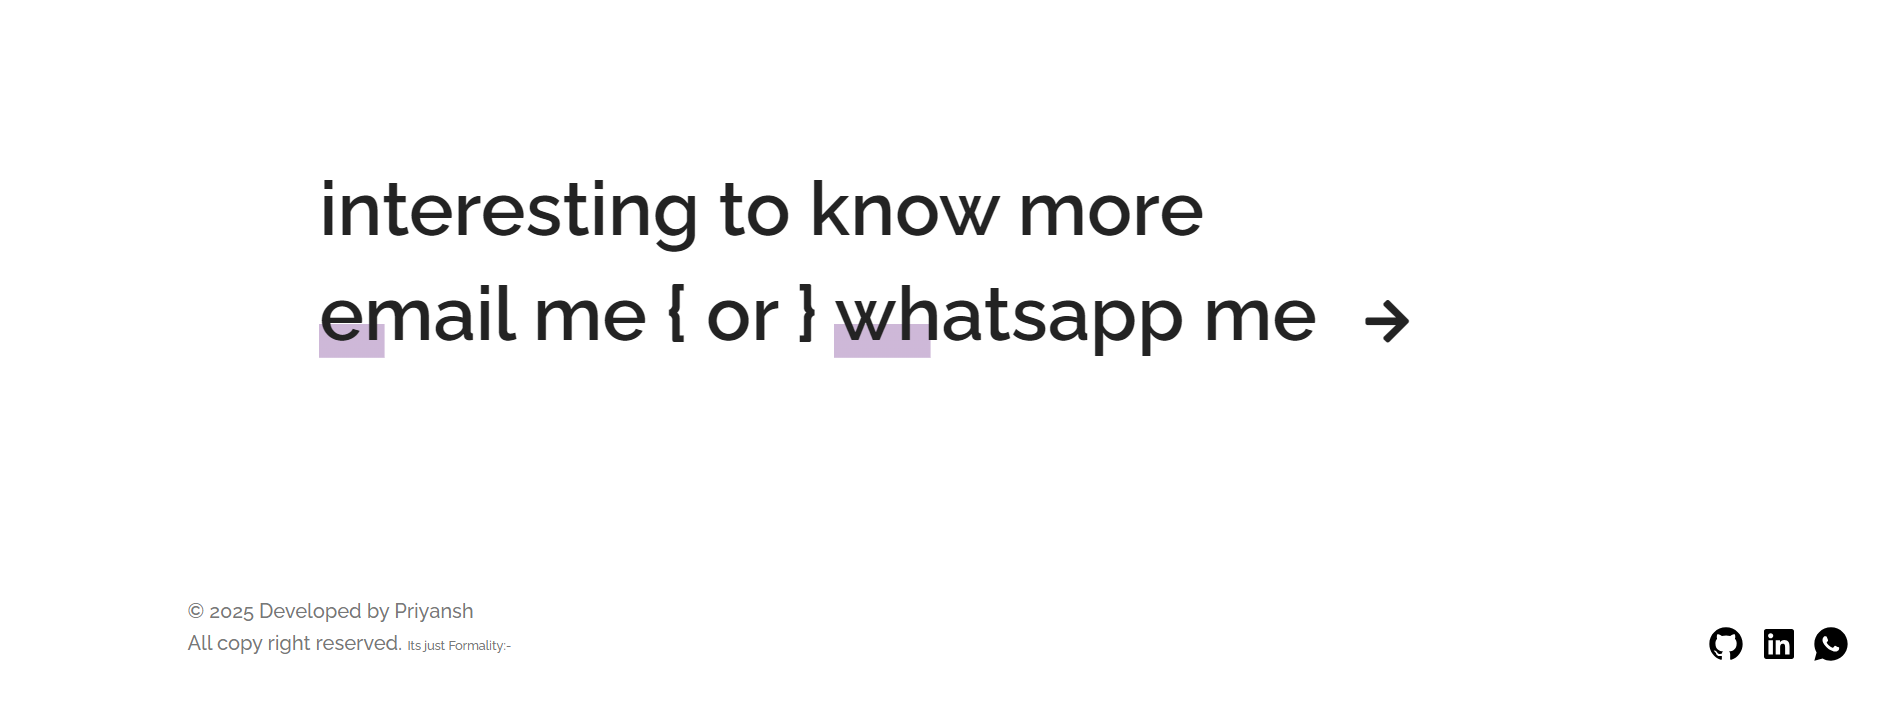 interesting to know more
email me { or } whatsapp me →
© 2025 Developed by Priyansh
All copy right reserved. Its just Formality:-
in